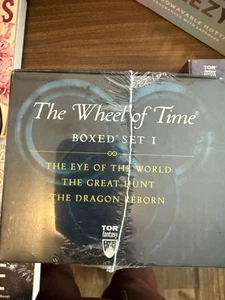 The Wheel of Time®
BOXED SET I
THE EYE OF THE WORLD
THE GREAT HUNT
THE DRAGON REBORN
TOR
fantasy
TOR